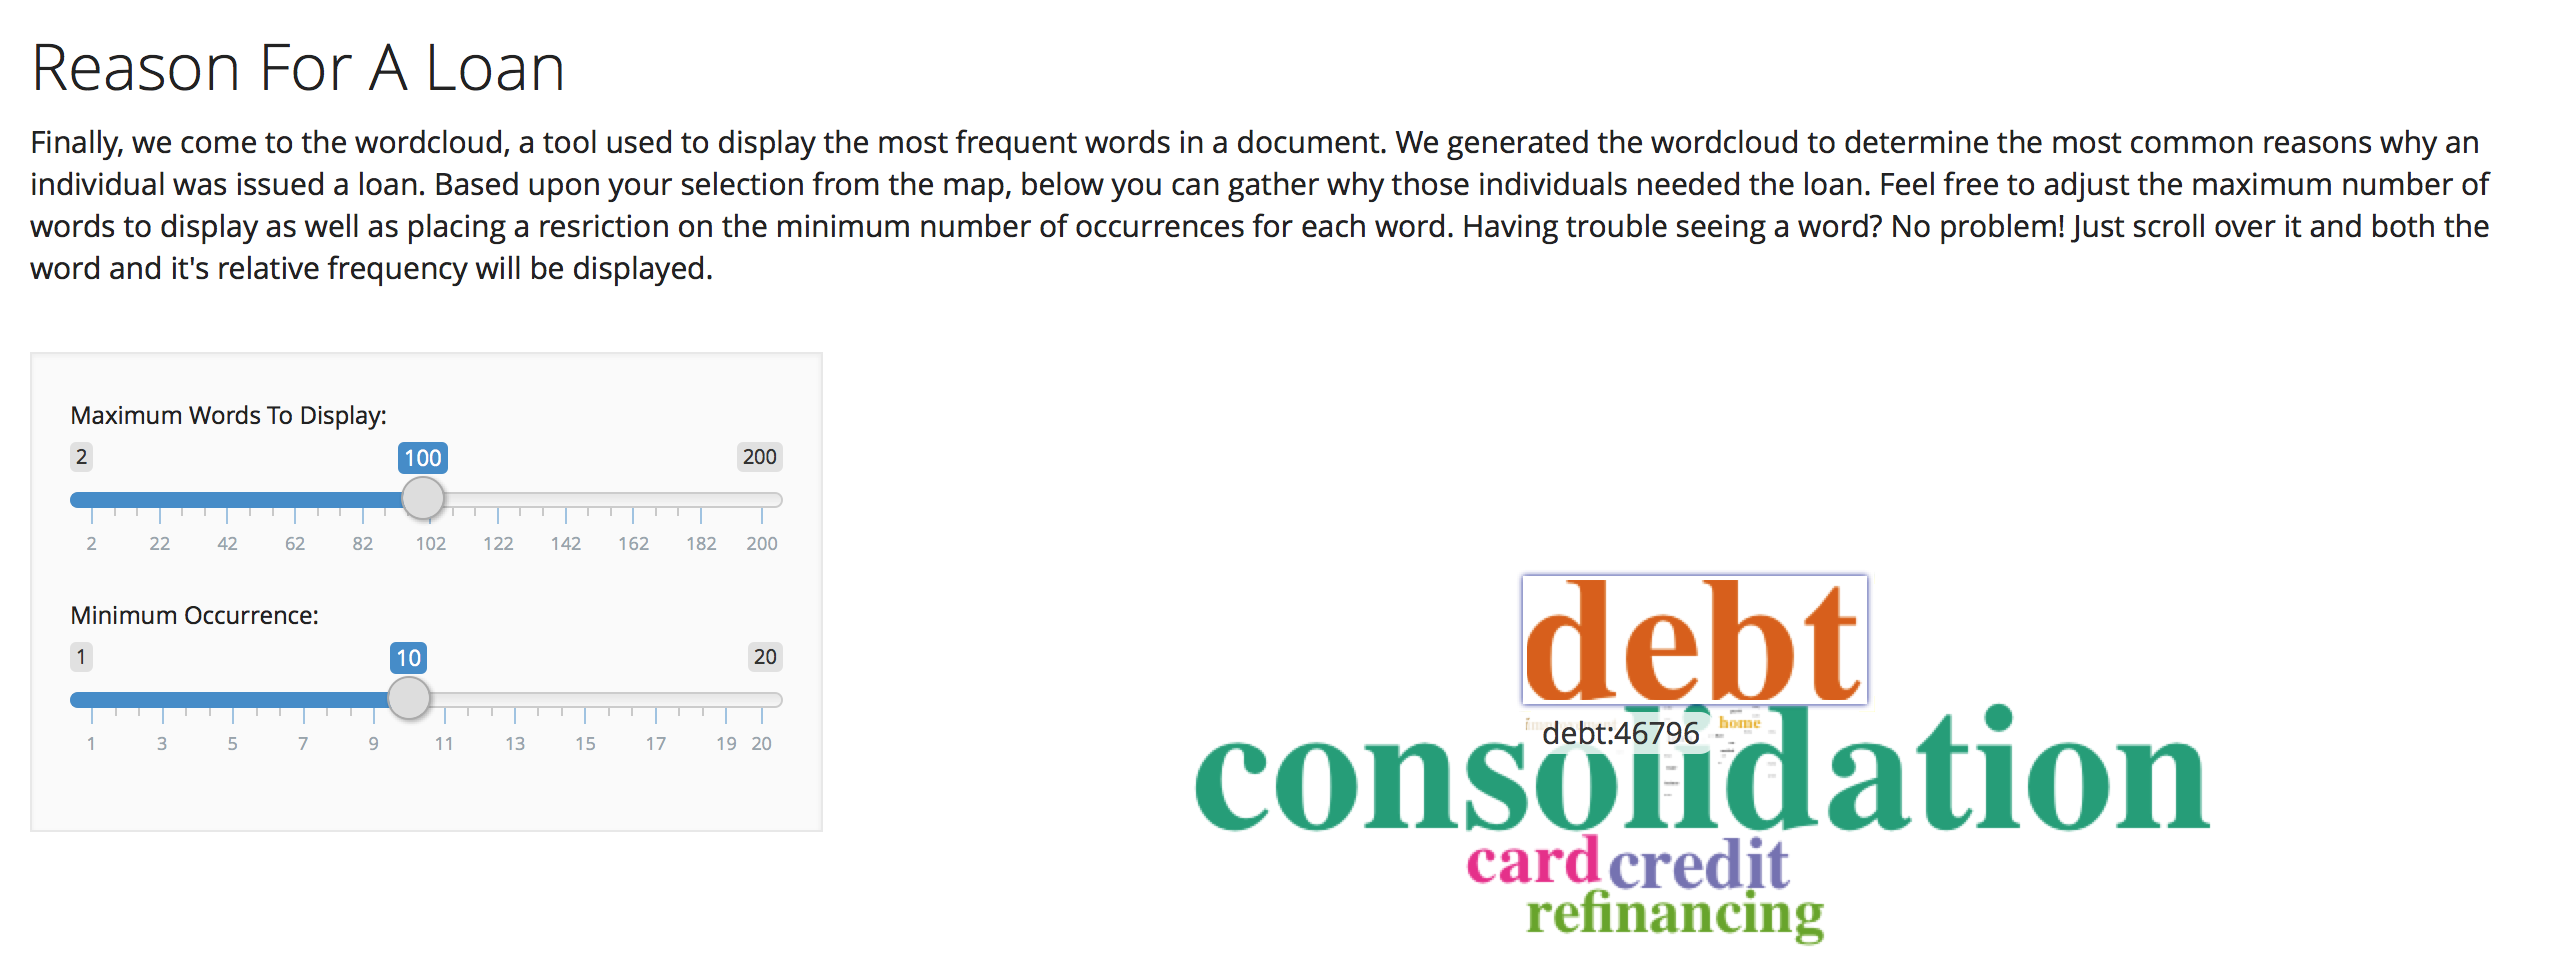 Reason For A Loan
Finally, we come to the wordcloud, a tool used to display the most frequent words in a document. We generated the wordcloud to determine the most common reasons why an
individual was issued a loan. Based upon your selection from the map, below you can gather why those individuals needed the loan. Feel free to adjust the maximum number of
words to display as well as placing a resriction on the minimum number of occurrences for each word. Having trouble seeing a word? No problem! Just scroll over it and both the
word and it's relative frequency will be displayed.
Maximum Words To Display:
2 100 200
2 22 42 62 82 102 122 142 162 182 200
Minimum Occurrence:
1 10 20
1 3 5 7 9 11 13 15 17 19 20
debt
home
debt:46796
consolidation
card credit
refinancing